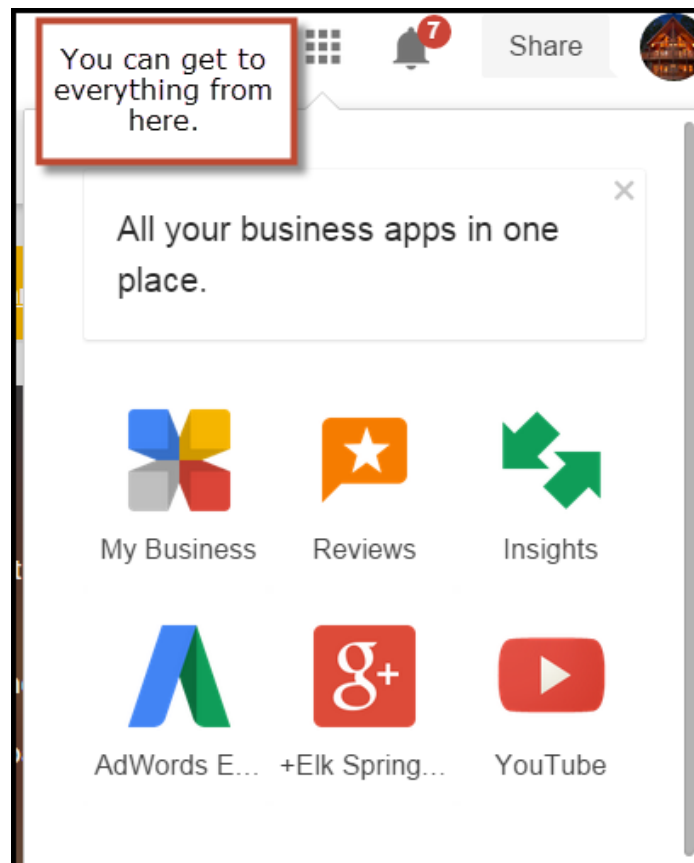 You can get to
everything from
here.
7
Share
All your business apps in one
place.
My Business
Reviews
Insights
g+
AdWords E...
+Elk Spring...
YouTube